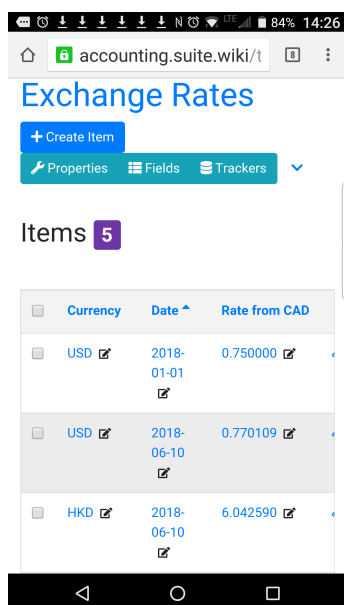 LTE 84% 14:26
accounting.suite.wiki/t 8
Exchange Rates
Create Item
Properties Fields Trackers
Items 5
Currency Date Rate from CAD
USD 2018- 0.750000
01-01
USD 2018- 0.770109
06-10
HKD 2018- 6.042590
06-10